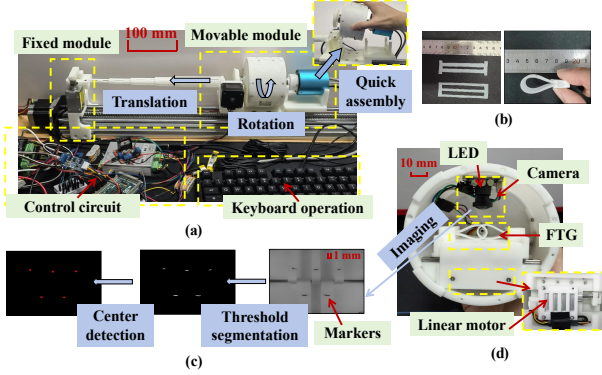 100 mm
Fixed module
Movable module
Translation
Rotation
Quick
assembly
Control circuit
Keyboard operation
(a)
(b)
10 mm
LED
Camera
Imaging
FTG
Linear motor
(d)
1 mm
Center
detection
Threshold
segmentation
Markers
(c)